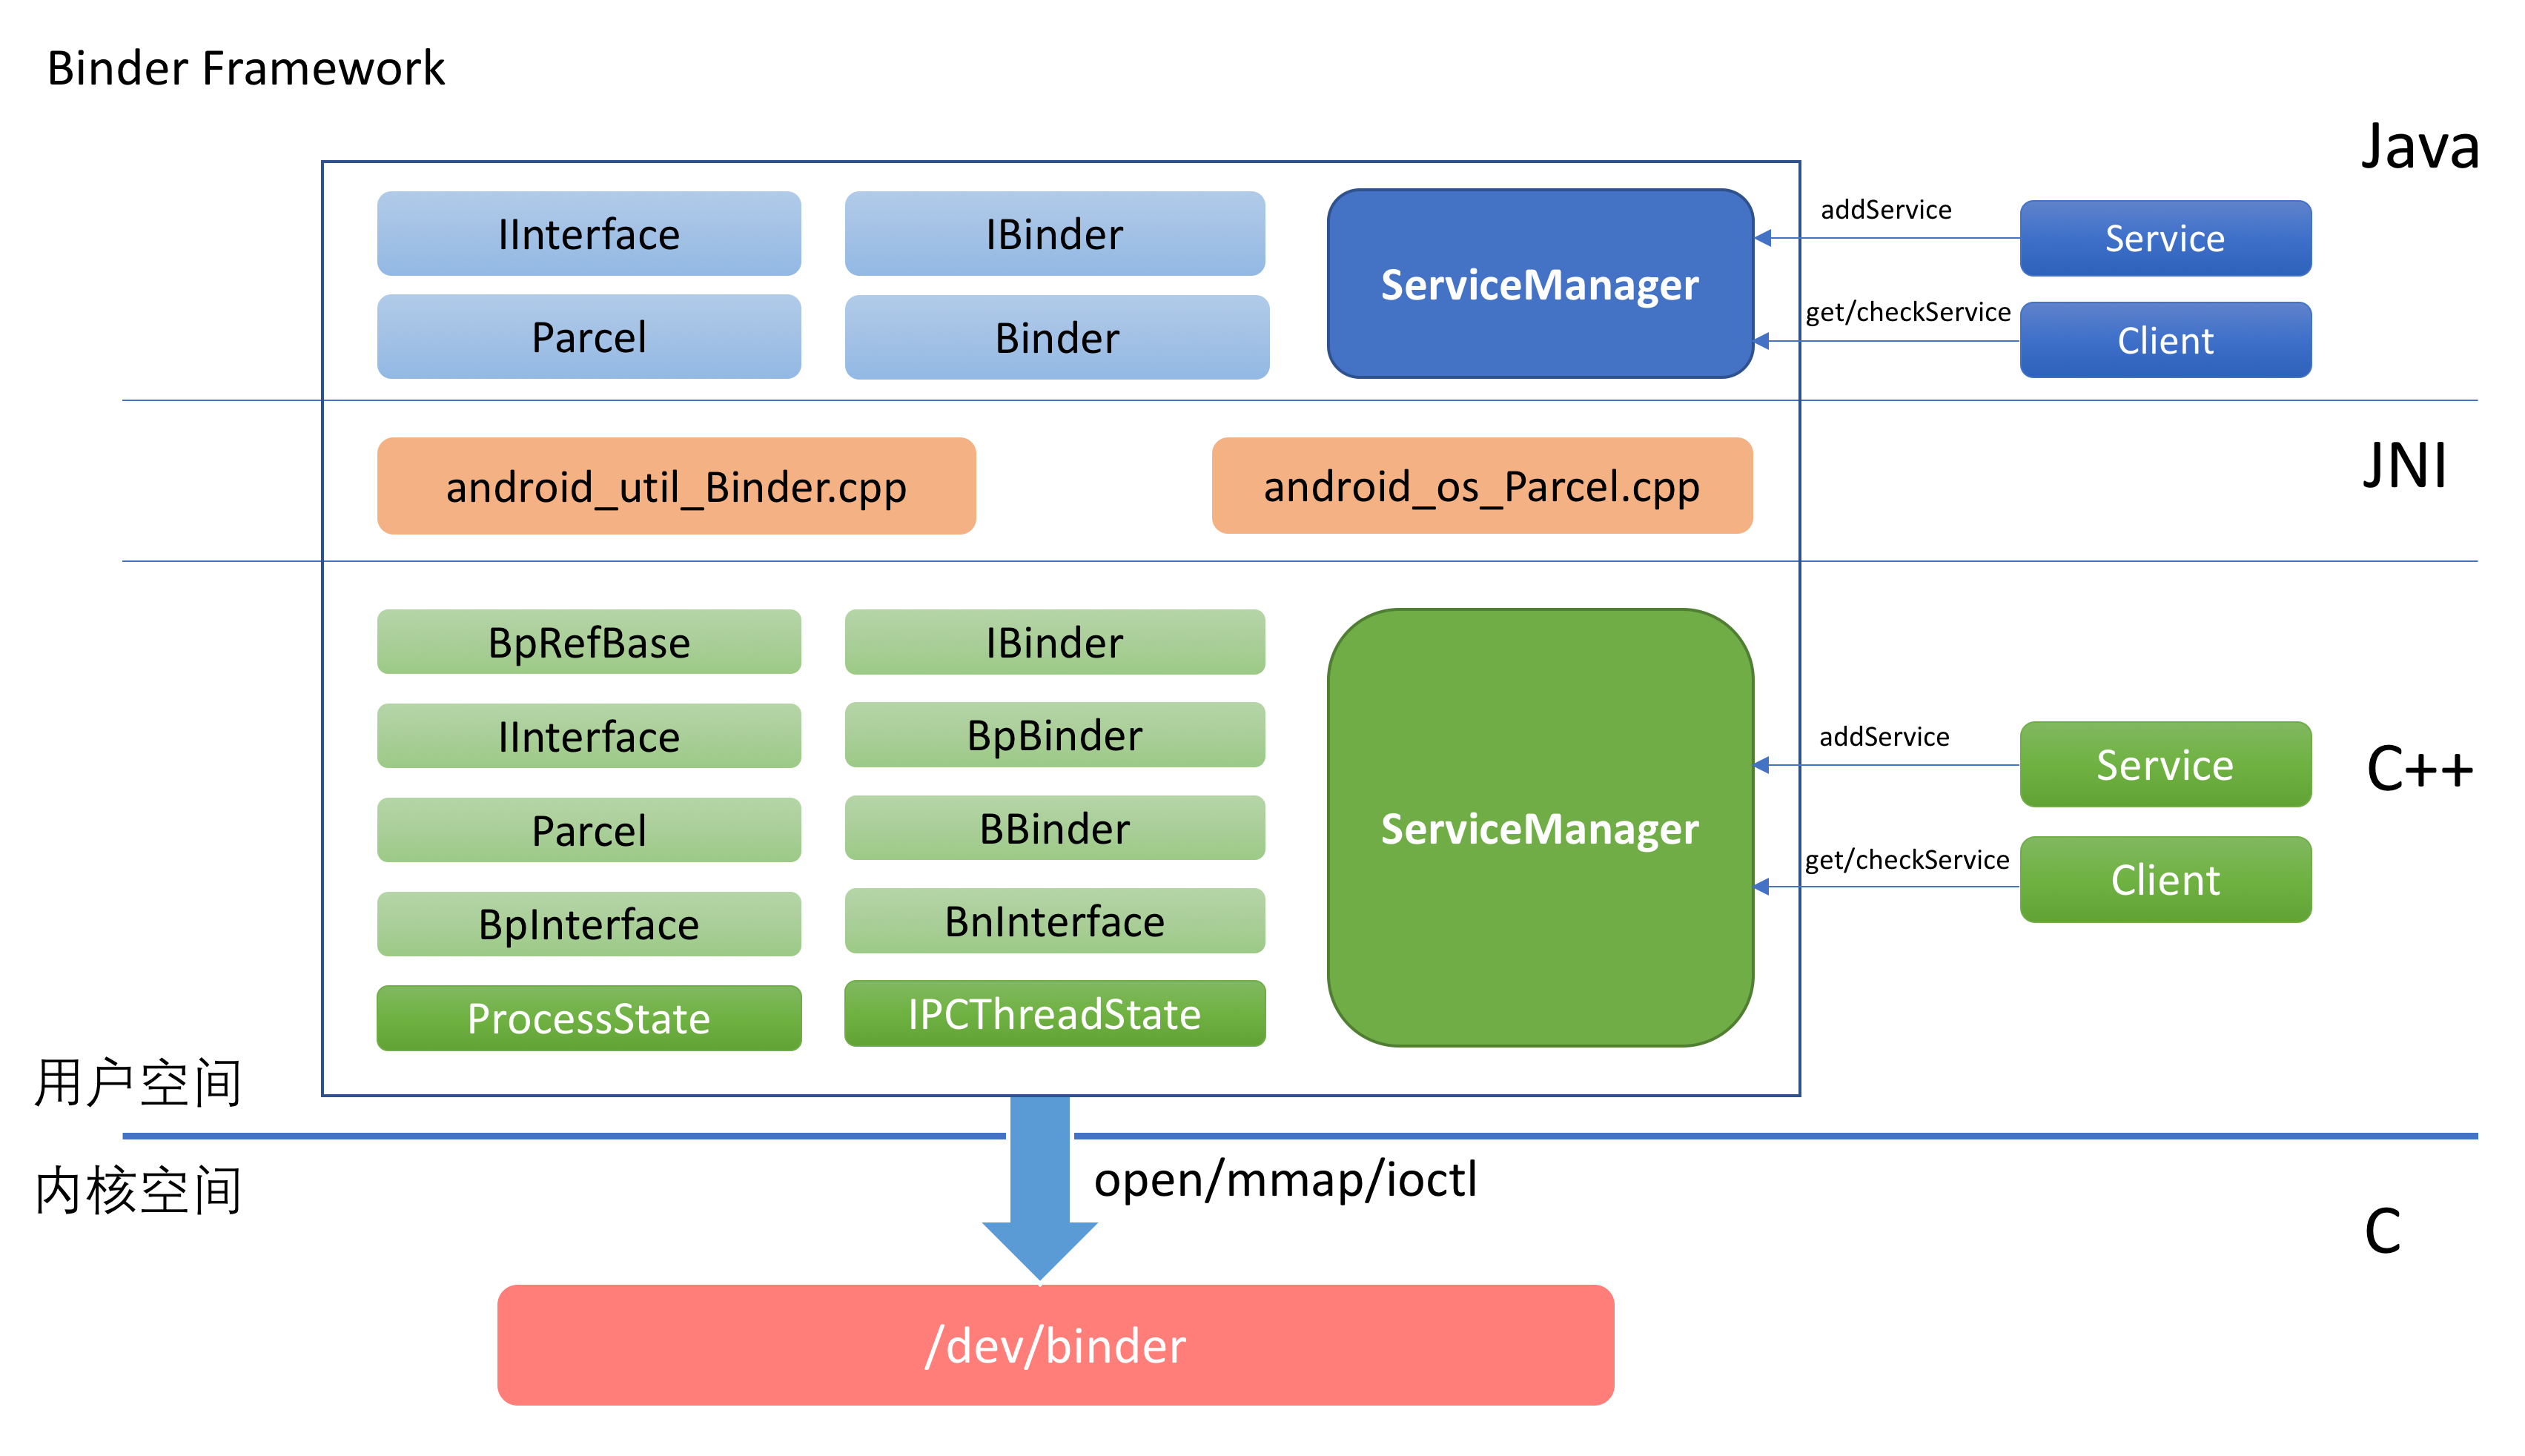 Binder Framework
Java
IInterface
IBinder
ServiceManager
addService
Service
Parcel
Binder
get/checkService
Client
JNI
android_util_Binder.cpp
android_os_Parcel.cpp
BpRefBase
IBinder
IInterface
BpBinder
addService
Service
C++
Parcel
BBinder
ServiceManager
get/checkService
Client
BpInterface
BnInterface
ProcessState
IPCThreadState
用户空间
内核空间
open/mmap/ioctl
C
/dev/binder